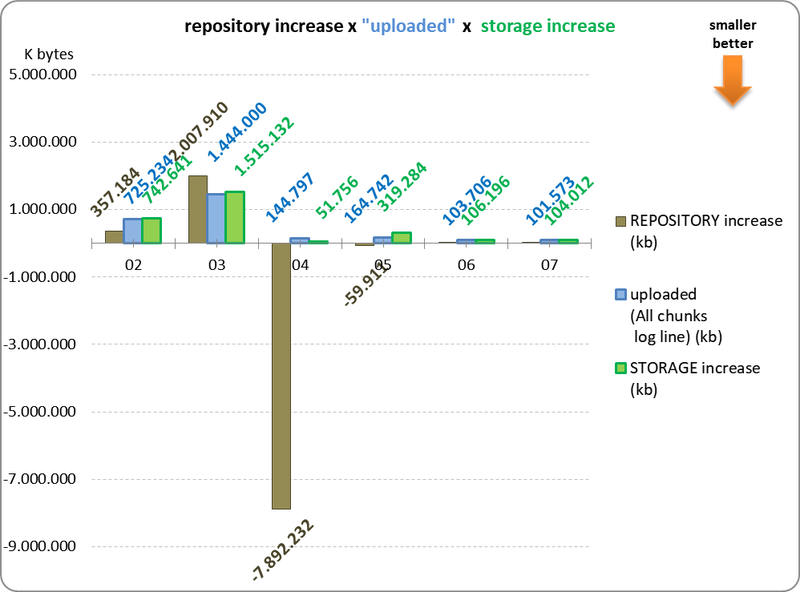 repository increase x "uploaded" x storage increase
smaller
better
K bytes
5.000.000
3.000.000
1.000.000
-1.000.000
-3.000.000
-5.000.000
-7.000.000
-9.000.000
357.184
725.234
742.641
2.007.910
1.444.000
1.515.132
144.797
51.756
164.742
319.284
103.706
106.196
101.573
104.012
-7.892.232
02
03
04
05
06
07
REPOSITORY increase
(kb)
uploaded
(All chunks
log line) (kb)
STORAGE increase
(kb)